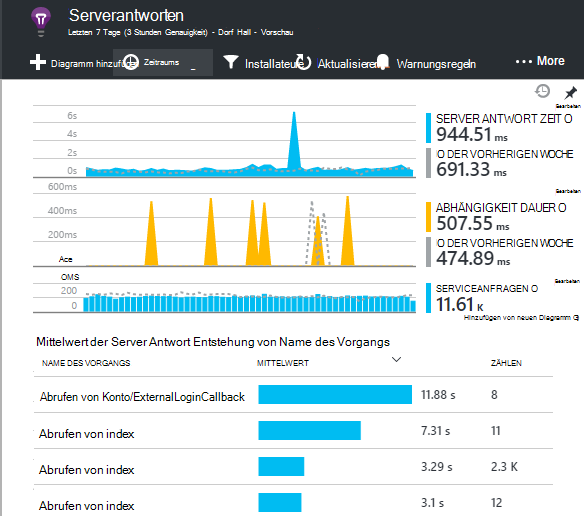 Serverantworten
Letzten 7 Tage (3 Stunden Genauigkeit) - Dorf Hall - Vorschau
Diagramm hinzufüge Zeitraums _ Installateure Aktualisieren Warnungsregeln ••• More
Bearbeiten
6s
4s
2s
0s
SERVER ANTWORT ZEIT O
944.51 ms
O DER VORHERIGEN WOCHE
691.33 ms
Bearbeiten
600ms
400ms
200ms
Ace
ABHÄNGIGKEIT DAUER O
507.55 ms
O DER VORHERIGEN WOCHE
474.89 ms
Bearbeiten
OMS
200
0
SERVICEANFRAGEN O
11.61 K
Hinzufügen von neuen Diagramm
Mittelwert der Server Antwort Entstehung von Name des Vorgangs
NAME DES VORGANGS MITTELWERT ZÄHLEN
Abrufen von Konto/ExternalLoginCallback 11.88 s 8
Abrufen von index 7.31 s 11
Abrufen von index 3.29 s 2.3 K
Abrufen von index 3.1 s 12